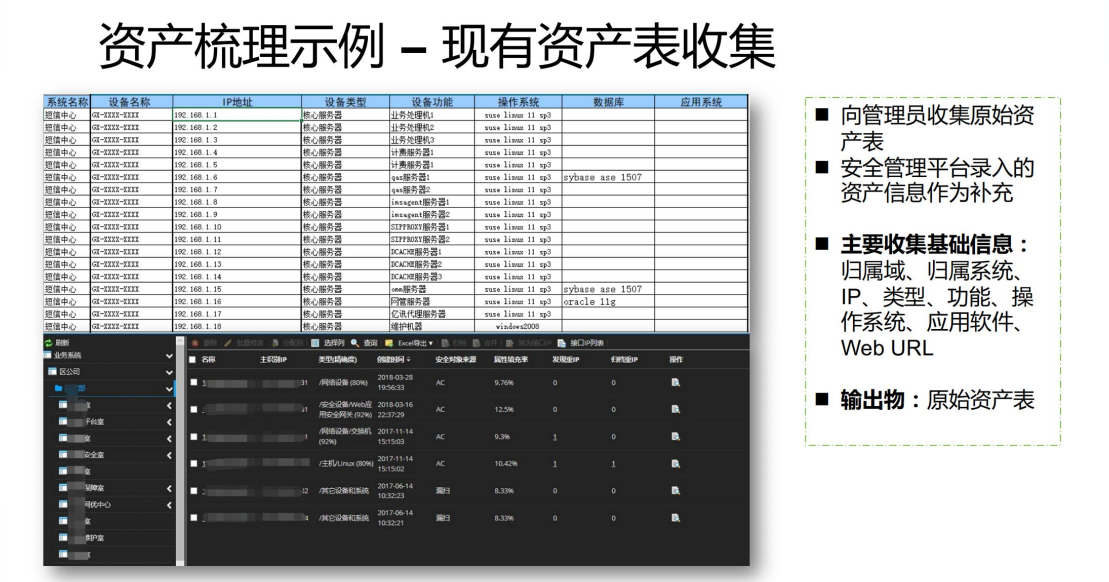 资产梳理示例 – 现有资产表收集
系统名称 设备名称 IP地址 设备类型 设备功能 操作系统 数据库 应用系统
短信中心 GX-XXXX-XXXX 192.168.1.1 核心服务器 业务处理机1 suse linux 11 sp3
短信中心 GX-XXXX-XXXX 192.168.1.2 核心服务器 业务处理机2 suse linux 11 sp3
短信中心 GX-XXXX-XXXX 192.168.1.3 核心服务器 业务处理机3 suse linux 11 sp3
短信中心 GX-XXXX-XXXX 192.168.1.4 核心服务器 计费服务器1 suse linux 11 sp3
短信中心 GX-XXXX-XXXX 192.168.1.5 核心服务器 计费服务器1 suse linux 11 sp3
短信中心 GX-XXXX-XXXX 192.168.1.6 核心服务器 qas服务器1 suse linux 11 sp3 sybase ase 1507
短信中心 GX-XXXX-XXXX 192.168.1.7 核心服务器 qas服务器2 suse linux 11 sp3
短信中心 GX-XXXX-XXXX 192.168.1.8 核心服务器 imsagent服务器1 suse linux 11 sp3
短信中心 GX-XXXX-XXXX 192.168.1.9 核心服务器 imsagent服务器2 suse linux 11 sp3
短信中心 GX-XXXX-XXXX 192.168.1.10 核心服务器 SIPPROXY服务器1 suse linux 11 sp3
短信中心 GX-XXXX-XXXX 192.168.1.11 核心服务器 SIPPROXY服务器2 suse linux 11 sp3
短信中心 GX-XXXX-XXXX 192.168.1.12 核心服务器 DCACHE服务器1 suse linux 11 sp3
短信中心 GX-XXXX-XXXX 192.168.1.13 核心服务器 DCACHE服务器2 suse linux 11 sp3
短信中心 GX-XXXX-XXXX 192.168.1.14 核心服务器 DCACHE服务器3 suse linux 11 sp3
短信中心 GX-XXXX-XXXX 192.168.1.15 核心服务器 omm服务器 suse linux 11 sp3 sybase ase 1507
短信中心 GX-XXXX-XXXX 192.168.1.16 核心服务器 网管服务器 suse linux 11 sp3 oracle 11g
短信中心 GX-XXXX-XXXX 192.168.1.17 核心服务器 亿讯代理服务器 suse linux 11 sp3
短信中心 GX-XXXX-XXXX 192.168.1.18 核心服务器 维护机器 windows2008
刷新 删除 批量修改 分配到 选择列 查询 Excel导出 归档 合并 转为接口IP 接口IP列表
业务系统
区公司
部
室
平台室
室
安全室
室
保障室
网优中心
室
维护室
室
名称 主识别IP 类型(精确度) 创建时间 安全对象来源 属性填充率 发现重IP 归档重IP 操作
1 31 /网络设备 (80%) 2018-03-28 19:56:33 AC 9.76% 0 0
/安全设备/Web应用安全网关 (92%) 2018-03-16 22:37:29 AC 12.5% 0 0
1 /网络设备/交换机 (92%) 2017-11-14 15:15:03 AC 9.3% 1 0
1 /主机/Linux (80%) 2017-11-14 15:15:02 AC 10.42% 1 1
/其它设备和系统 2017-06-14 10:32:23 漏扫 8.33% 0 0
/其它设备和系统 2017-06-14 10:32:21 漏扫 8.33% 0 0
■ 向管理员收集原始资
产表
■ 安全管理平台录入的
资产信息作为补充
■ 主要收集基础信息：
归属域、归属系统、
IP、类型、功能、操
作系统、应用软件、
Web URL
■ 输出物：原始资产表